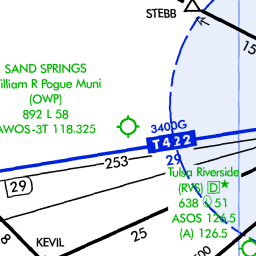 STEBB
15
SAND SPRINGS
illiam R Pogue Muni
(OWP)
892 L 58
AWOS-3T 118.325
3400G
T422
29
253
Tulsa Riverside
(RVS) D★
638 L 51
ASOS 126.5
(A) 126.5
29
8
KEVIL
25
500